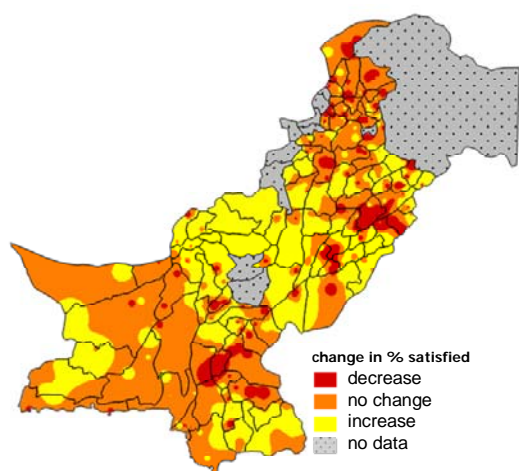 change in % satisfied
decrease
no change
increase
no data